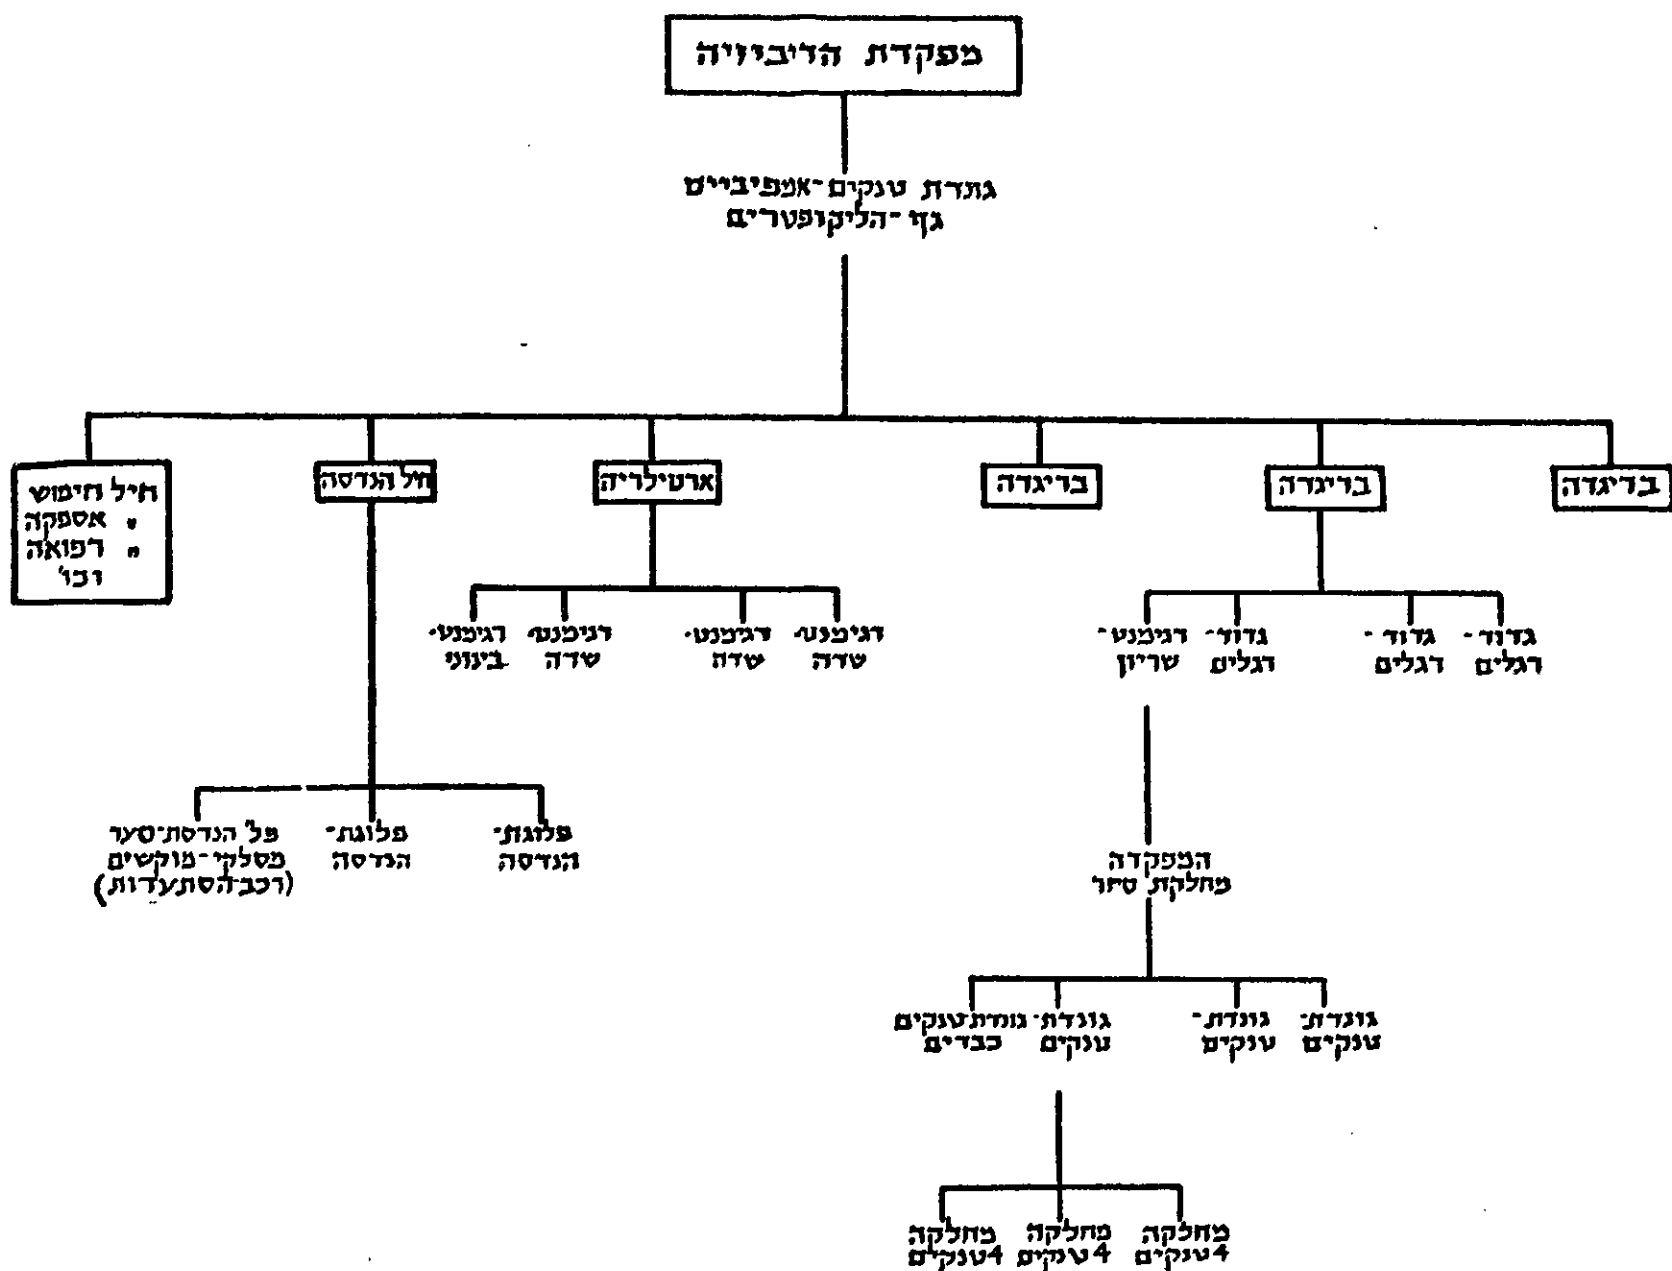 מפקדת הדיביזיה
גונדת טנקים-אמפיביים
גף-הליקופטרים
בריגדה
בריגדה
בריגדה
ארטילריה
חיל הנדסה
חיל חימוש
" אספקה
" רפואה
וכו'
גדוד-
רגלים
גדוד-
רגלים
גדוד-
רגלים
רגימנט-
שריון
רגימנט-
שדה
רגימנט-
שדה
רגימנט-
שדה
רגימנט-
בינוני
פלוגת-
הנדסה
פלוגת-
הנדסה
פל' הנדסת-סער
מסלקי-מוקשים
(רכב הסתערות)
המפקדה
מחלקת סיור
גונדת-
טנקים
גונדת-
טנקים
גונדת-
טנקים
גונדת-טנקים
כבדים
מחלקה
4 טנקים
מחלקה
4 טנקים
מחלקה
4 טנקים